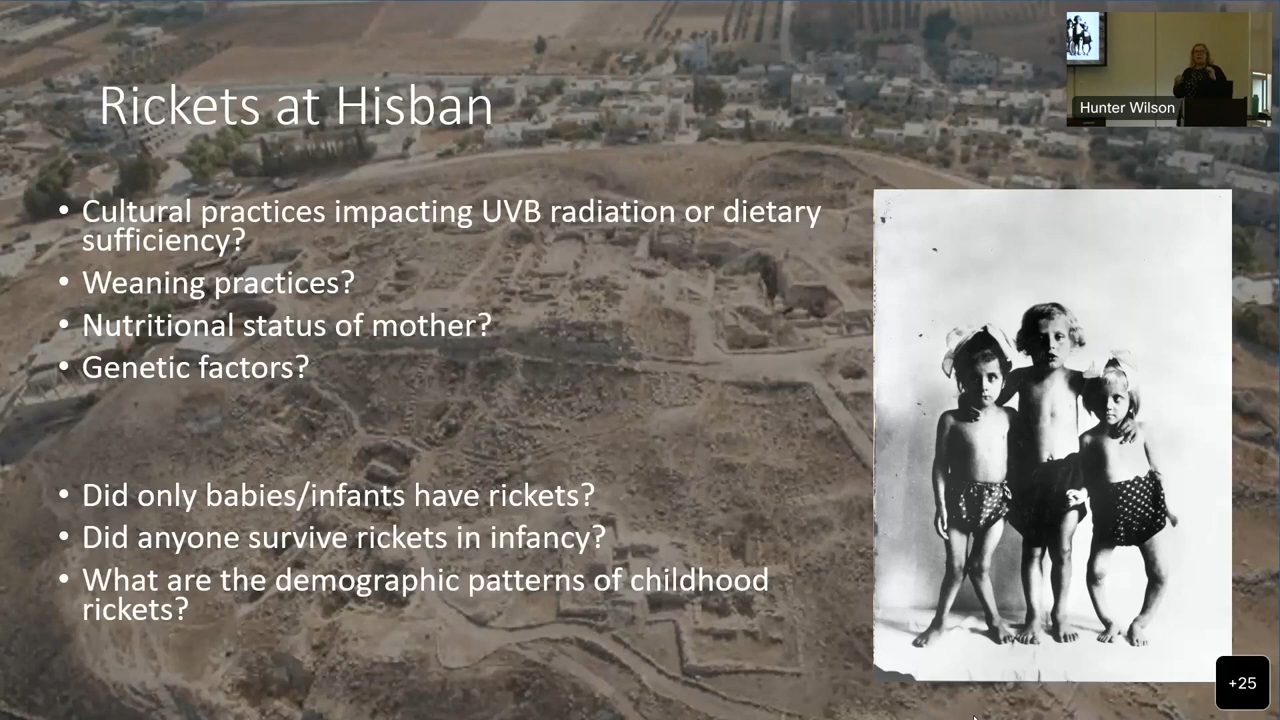 Rickets at Hisban
Hunter Wilson
• Cultural practices impacting UVB radiation or dietary
sufficiency?
• Weaning practices?
• Nutritional status of mother?
• Genetic factors?
• Did only babies/infants have rickets?
• Did anyone survive rickets in infancy?
• What are the demographic patterns of childhood
rickets?
+25